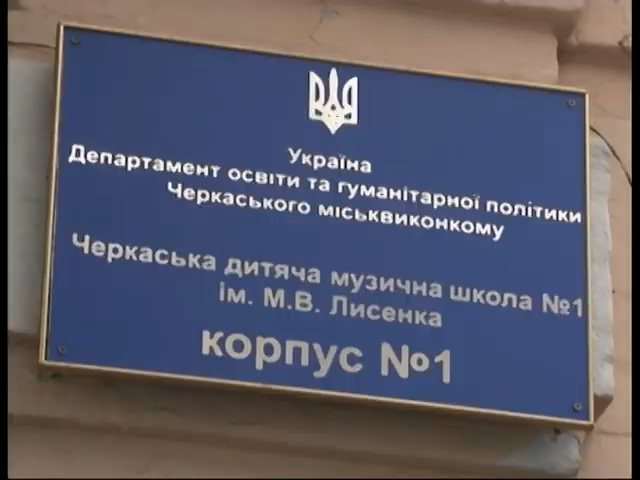 Україна
Департамент освіти та гуманітарної політики
Черкаського міськвиконкому
Черкаська дитяча музична школа №1
ім. М.В. Лисенка
корпус №1